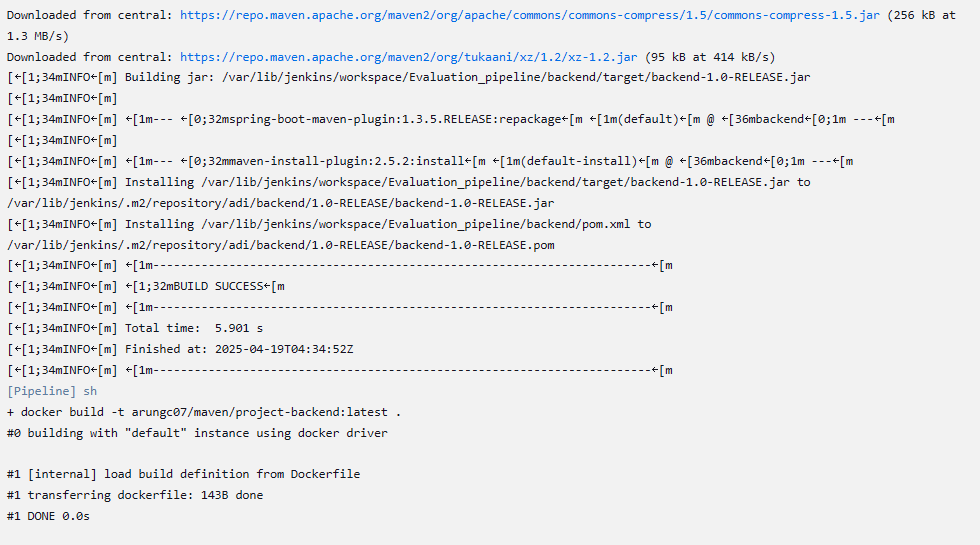 Downloaded from central: https://repo.maven.apache.org/maven2/org/apache/commons/commons-compress/1.5/commons-compress-1.5.jar (256 kB at
1.3 MB/s)
Downloaded from central: https://repo.maven.apache.org/maven2/org/tukaani/xz/1.2/xz-1.2.jar (95 kB at 414 kB/s)
[←[1;34mINFO←[m] Building jar: /var/lib/jenkins/workspace/Evaluation_pipeline/backend/target/backend-1.0-RELEASE.jar
[←[1;34mINFO←[m]
[←[1;34mINFO←[m] ←[1m--- ←[0;32mspring-boot-maven-plugin:1.3.5.RELEASE:repackage←[m ←[1m(default)←[m @ ←[36mbackend←[0;1m ---←[m
[←[1;34mINFO←[m]
[←[1;34mINFO←[m] ←[1m--- ←[0;32mmaven-install-plugin:2.5.2:install←[m ←[1m(default-install)←[m @ ←[36mbackend←[0;1m ---←[m
[←[1;34mINFO←[m] Installing /var/lib/jenkins/workspace/Evaluation_pipeline/backend/target/backend-1.0-RELEASE.jar to
/var/lib/jenkins/.m2/repository/adi/backend/1.0-RELEASE/backend-1.0-RELEASE.jar
[←[1;34mINFO←[m] Installing /var/lib/jenkins/workspace/Evaluation_pipeline/backend/pom.xml to
/var/lib/jenkins/.m2/repository/adi/backend/1.0-RELEASE/backend-1.0-RELEASE.pom
[←[1;34mINFO←[m] ←[1m------------------------------------------------------------------------←[m
[←[1;34mINFO←[m] ←[1;32mBUILD SUCCESS←[m
[←[1;34mINFO←[m] ←[1m------------------------------------------------------------------------←[m
[←[1;34mINFO←[m] Total time:  5.901 s
[←[1;34mINFO←[m] Finished at: 2025-04-19T04:34:52Z
[←[1;34mINFO←[m] ←[1m------------------------------------------------------------------------←[m
[Pipeline] sh
+ docker build -t arungc07/maven/project-backend:latest .
#0 building with "default" instance using docker driver
#1 [internal] load build definition from Dockerfile
#1 transferring dockerfile: 143B done
#1 DONE 0.0s